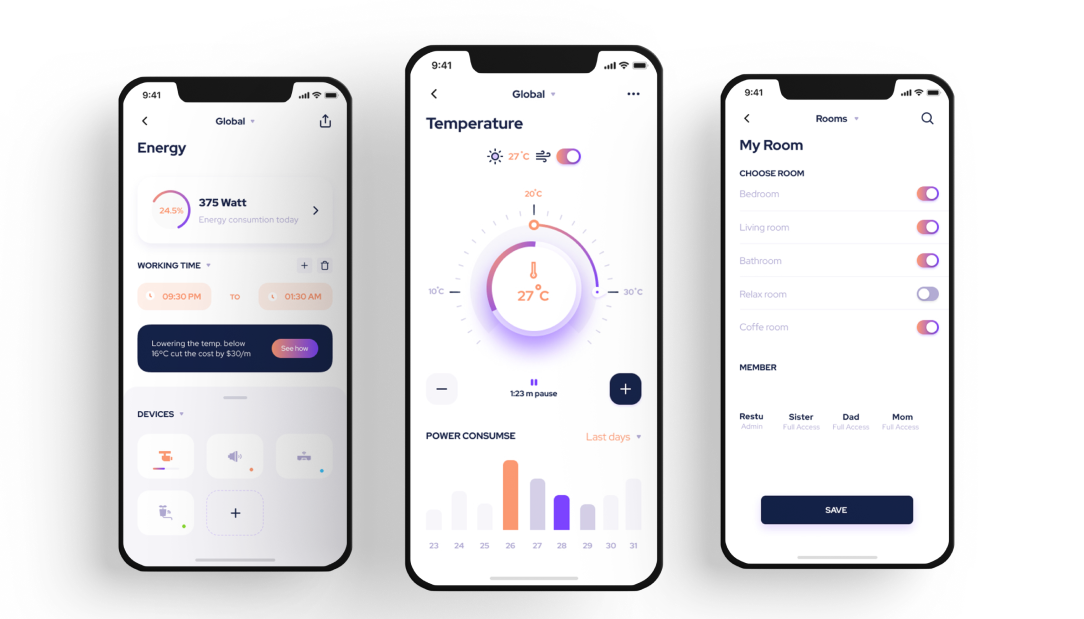 9:41
Global
Energy
24.5%
375 Watt
Energy consumtion today
WORKING TIME
09:30 PM
TO
01:30 AM
Lowering the temp. below
16°C cut the cost by $30/m
See how
DEVICES
9:41
Global
Temperature
27°C
20°C
10°C
30°C
27°C
1:23 m pause
POWER CONSUMSE
Last days
23 24 25 26 27 28 29 30 31
9:41
Rooms
My Room
CHOOSE ROOM
Bedroom
Living room
Bathroom
Relax room
Coffe room
MEMBER
Restu Sister Dad Mom
Admin Full Access Full Access Full Access
SAVE